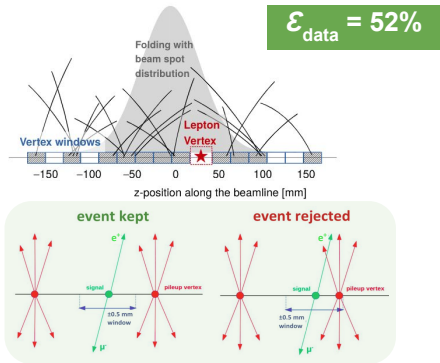 ε_data = 52%
Folding with
beam spot
distribution
Lepton
Vertex
Vertex windows
−150 −100 −50 0 50 100 150
z-position along the beamline [mm]
event kept
e⁺
signal
pileup vertex
±0.5 mm
window
μ⁻
event rejected
e⁺
signal
pileup vertex
±0.5 mm
window
μ⁻